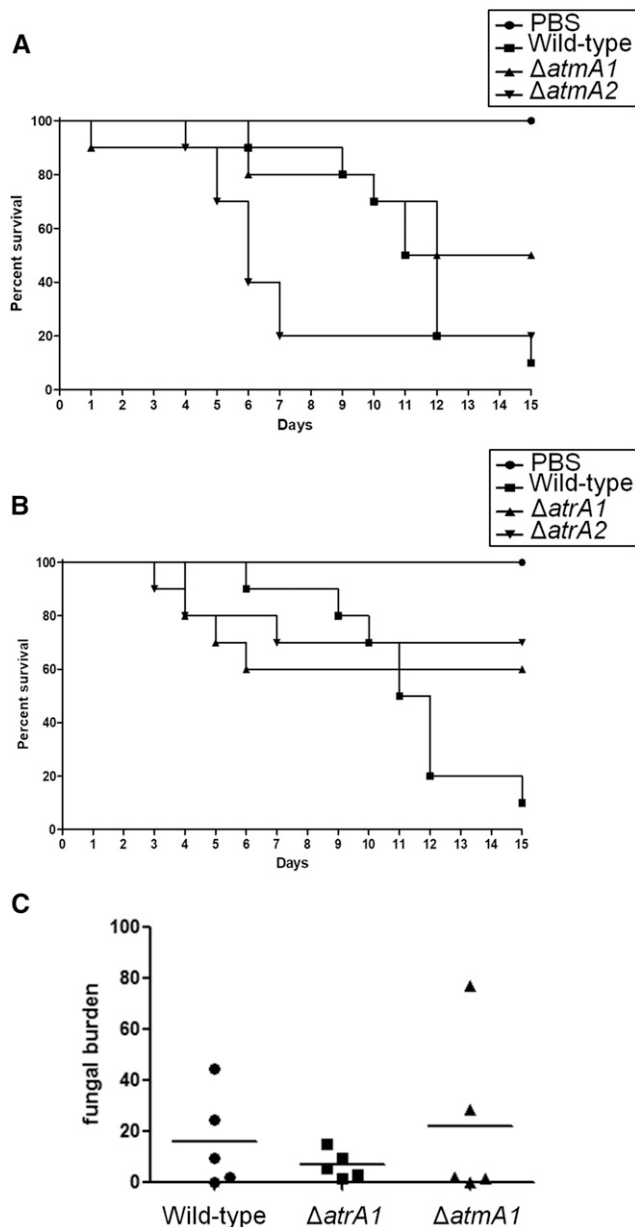 A
PBS
Wild-type
ΔatmA1
ΔatmA2
100
80
60
40
20
0
Percent survival
0 1 2 3 4 5 6 7 8 9 10 11 12 13 14 15
Days
B
PBS
Wild-type
ΔatrA1
ΔatrA2
100
80
60
40
20
0
Percent survival
0 1 2 3 4 5 6 7 8 9 10 11 12 13 14 15
Days
C
100
80
60
40
20
0
fungal burden
Wild-type ΔatrA1 ΔatmA1